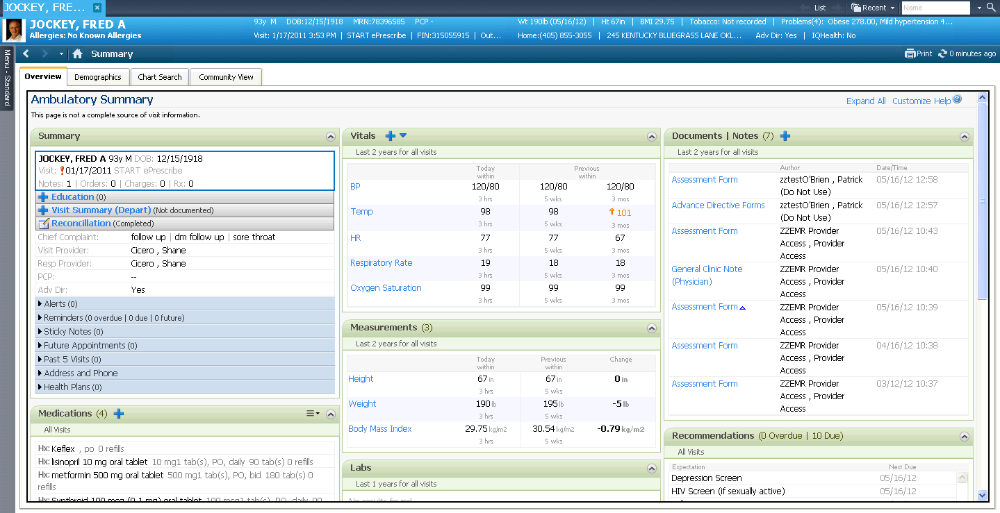 JOCKEY, FRE...
List
Recent
Name
JOCKEY, FRED A
Allergies: No Known Allergies
93y M DOB:12/15/1918 MRN:78396585 PCP -
Visit: 1/17/2011 3:53 PM | START ePrescribe | FIN:315055915 | Out...
Wt 190lb (05/16/12) | Ht 67in | BMI 29.75 | Tobacco: Not recorded | Problems(4): Obese 278.00, Mild hypertension 4...
Home:(405) 855-3055 | 245 KENTUCKY BLUEGRASS LANE OKL... Adv Dir: Yes | IQHealth: No
Menu - Standard
Summary
Print
0 minutes ago
Overview
Demographics
Chart Search
Community View
Ambulatory Summary
This page is not a complete source of visit information.
Expand All Customize Help
Summary
JOCKEY, FRED A 93y M DOB: 12/15/1918
Visit: 01/17/2011 START ePrescribe
Notes: 1 | Orders: 0 | Charges: 0 | Rx: 0
Education (0)
Visit Summary (Depart) (Not documented)
Reconcillation (Completed)
Chief Complaint: follow up | dm follow up | sore throat
Visit Provider: Cicero , Shane
Resp Provider: Cicero , Shane
PCP: --
Adv Dir: Yes
Alerts (0)
Reminders (0 overdue | 0 due | 0 future)
Sticky Notes (0)
Future Appointments (0)
Past 5 Visits (0)
Address and Phone
Health Plans (0)
Medications (4)
All Visits
Hx: Keflex , po 0 refills
Hx: lisinopril 10 mg oral tablet 10 mg1 tab(s), PO, daily 90 tab(s) 0 refills
Hx: metformin 500 mg oral tablet 500 mg1 tab(s), PO, bid 180 tab(s) 0
refills
Hx: Synthroid 100 mcg (0.1 mg) oral tablet 100 mcg1 tab(s), PO, daily 90
Vitals
Last 2 years for all visits
Today
within
Previous
within
BP 120/80 120/80 120/80
3 hrs 5 wks 3 mos
Temp 98 98 101
3 hrs 5 wks 3 mos
HR 77 77 67
3 hrs 5 wks 3 mos
Respiratory Rate 19 18 18
3 hrs 5 wks 3 mos
Oxygen Saturation 99 99 99
3 hrs 5 wks 3 mos
Measurements (3)
Last 2 years for all visits
Today
within
Previous
within
Change
Height 67 in 67 in 0 in
3 hrs 5 wks
Weight 190 lb 195 lb -5 lb
3 hrs 5 wks
Body Mass Index 29.75 kg/m2 30.54 kg/m2 -0.79 kg/m2
3 hrs 5 wks
Labs
Last 1 years for all visits
No results found
Documents | Notes (7)
Last 2 years for all visits
Author Date/Time
Assessment Form zztestO'Brien , Patrick 05/16/12 12:58
(Do Not Use)
Advance Directive Forms zztestO'Brien , Patrick 05/16/12 12:57
(Do Not Use)
Assessment Form ZZEMR Provider 05/16/12 10:43
Access , Provider
Access
General Clinic Note ZZEMR Provider 05/16/12 10:40
(Physician) Access , Provider
Access
Assessment Form ZZEMR Provider 05/16/12 10:39
Access , Provider
Access
Assessment Form ZZEMR Provider 04/16/12 10:38
Access , Provider
Access
Assessment Form ZZEMR Provider 03/12/12 10:37
Access , Provider
Access
Recommendations (0 Overdue | 10 Due)
All Visits
Expectation Next Due
Depression Screen 05/16/12
HIV Screen (if sexually active) 05/16/12